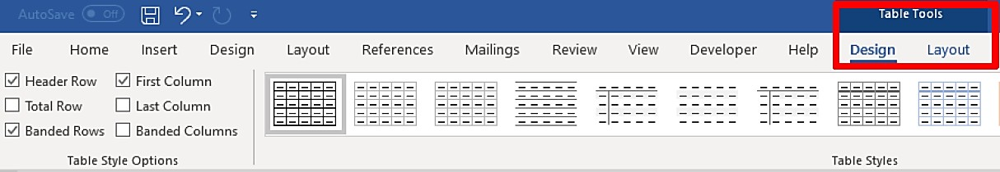 AutoSave Off Table Tools
File Home Insert Design Layout References Mailings Review View Developer Help Design Layout
Header Row First Column
Total Row Last Column
Banded Rows Banded Columns
Table Style Options Table Styles